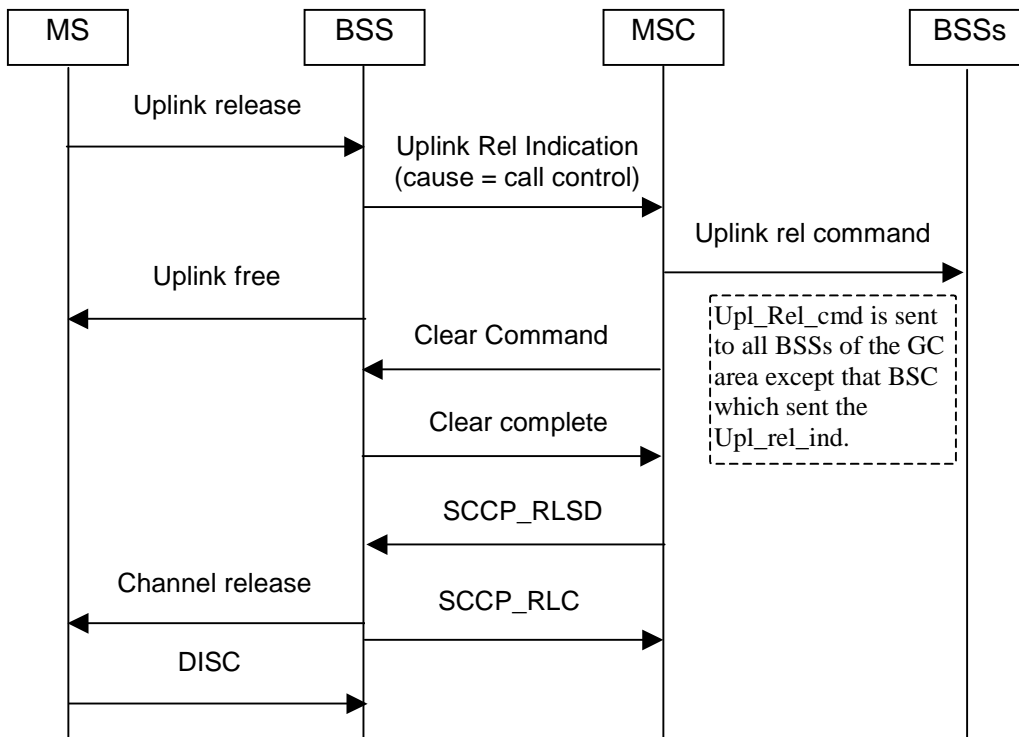 MS
BSS
MSC
BSSs
Uplink release
Uplink Rel Indication
(cause = call control)
Uplink rel command
Uplink free
Upl_Rel_cmd is sent
to all BSSs of the GC
area except that BSC
which sent the
Upl_rel_ind.
Clear Command
Clear complete
SCCP_RLSD
Channel release
SCCP_RLC
DISC